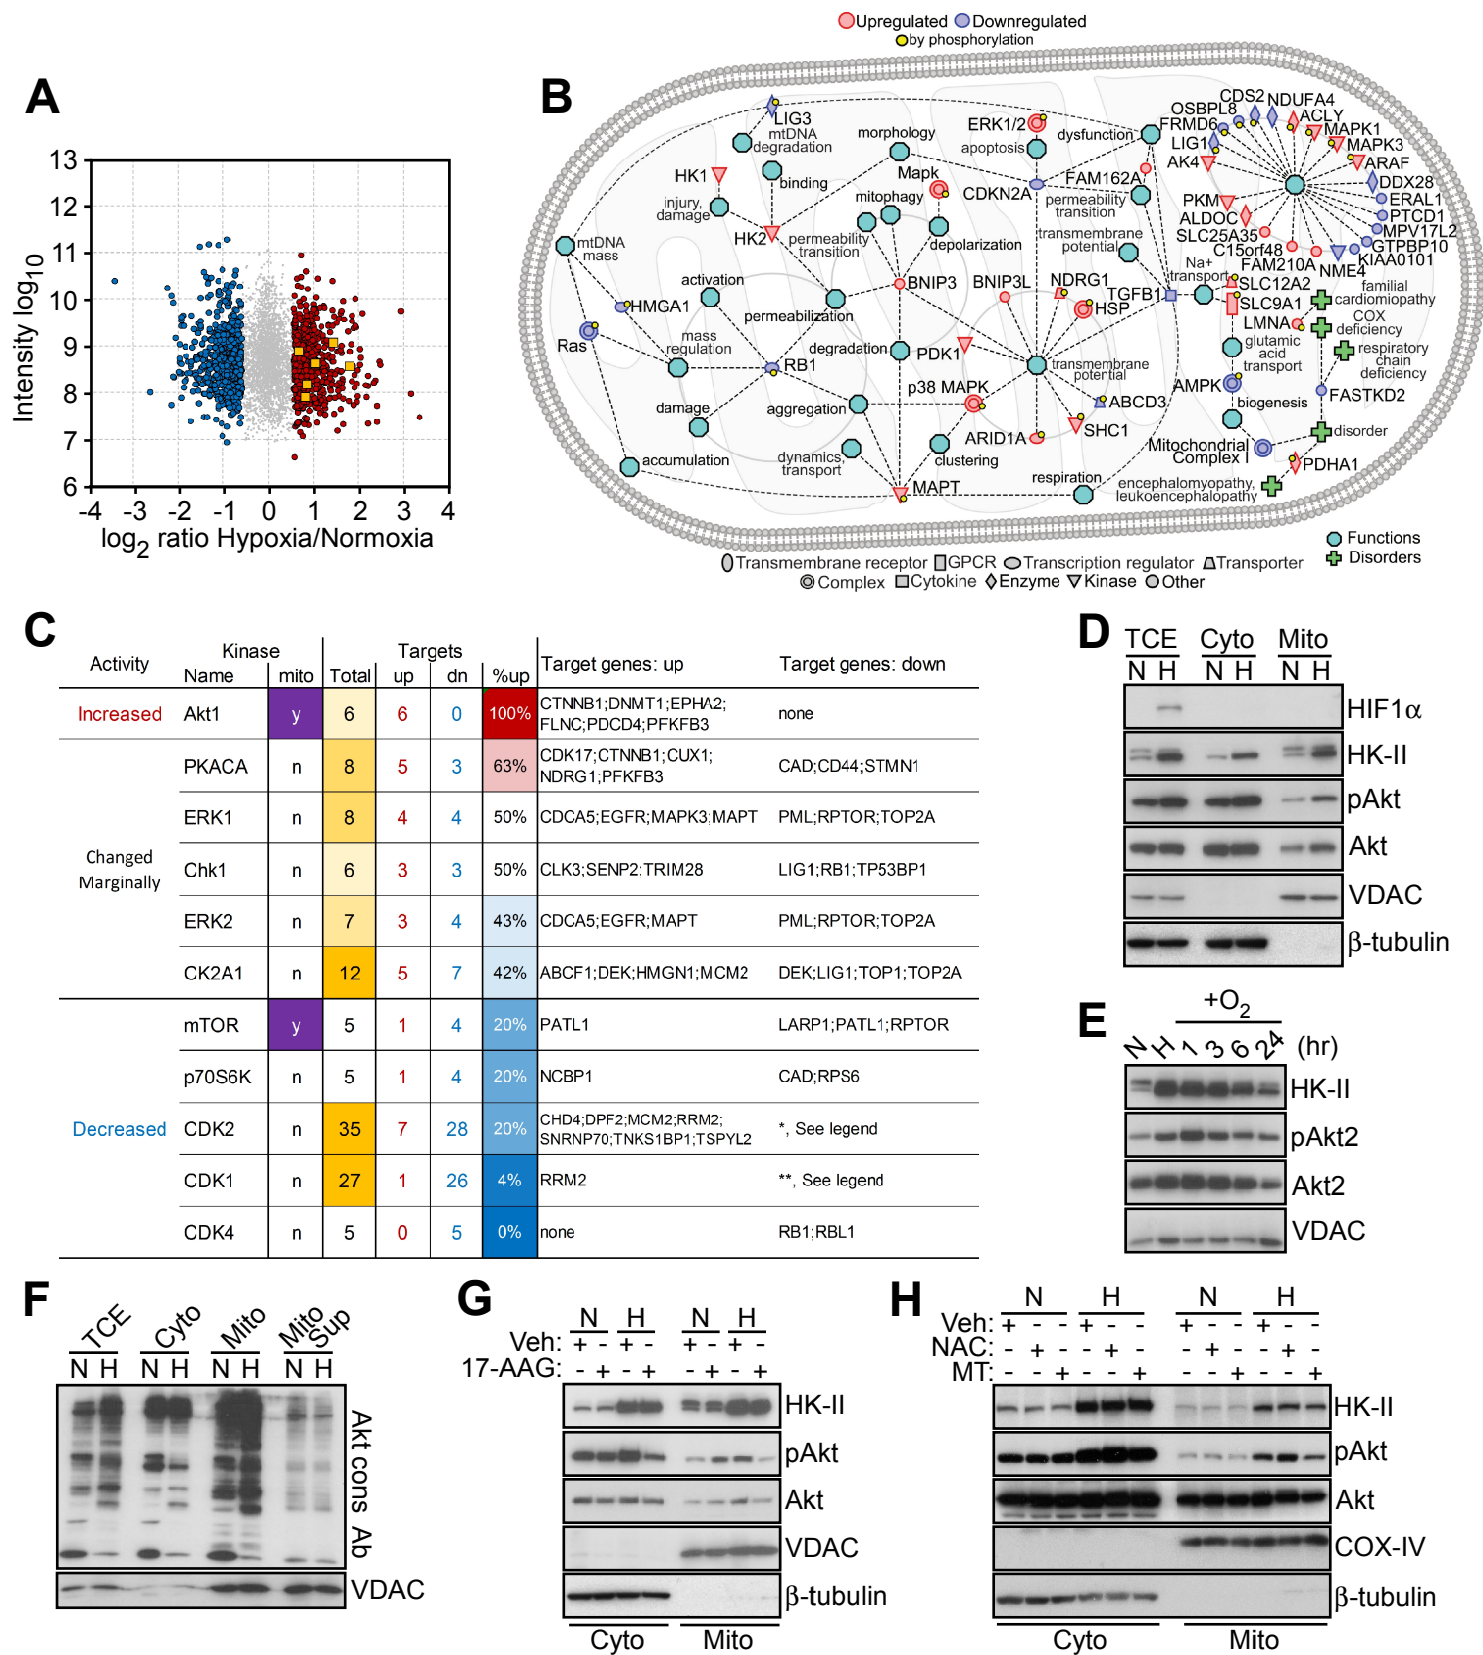 A
13
12
11
10
9
8
7
6
-4 -3 -2 -1 0 1 2 3 4
Intensity log10
log2 ratio Hypoxia/Normoxia
B
Upregulated Downregulated
by phosphorylation
LIG3
mtDNA
degradation
HK1
binding
injury,
damage
HK2
morphology
Mapk
mitophagy
permeability
transition
depolarization
ERK1/2
apoptosis
CDKN2A
dysfunction
FAM162A
permeability
transition
transmembrane
potential
CDS2
NDUFA4
OSBPL8
ACLY
FRMD6
MAPK1
LIG1
MAPK3
AK4
ARAF
DDX28
PKM
ERAL1
ALDOC
PTCD1
SLC25A35
MPV17L2
C15orf48
GTPBP10
FAM210A
KIAA0101
NME4
mtDNA
mass
activation
HMGA1
permeabilization
Ras
mass
regulation
RB1
degradation
BNIP3
BNIP3L
NDRG1
HSP
TGFB1
Na+
transport
SLC12A2
SLC9A1
LMNA
familial
cardiomiopathy
COX
deficiency
respiratory
chain
deficiency
PDK1
transmembrane
potential
p38 MAPK
glutamic
acid
transport
AMPK
FASTKD2
biogenesis
damage
aggregation
ABCD3
SHC1
ARID1A
disorder
Mitochondrial
Complex I
PDHA1
accumulation
dynamics,
transport
clustering
MAPT
respiration
encephalomyopathy,
leukoencephalopathy
Functions
Disorders
Transmembrane receptor GPCR Transcription regulator Transporter
Complex Cytokine Enzyme Kinase Other
C
Activity Kinase Targets Target genes: up Target genes: down
Name mito Total up dn %up
Increased Akt1 y 6 6 0 100% CTNNB1;DNMT1;EPHA2; none
FLNC;PDCD4;PFKFB3
PKACA n 8 5 3 63% CDK17;CTNNB1;CUX1; CAD;CD44;STMN1
NDRG1;PFKFB3
ERK1 n 8 4 4 50% CDCA5;EGFR;MAPK3;MAPT PML;RPTOR;TOP2A
Changed
Marginally
Chk1 n 6 3 3 50% CLK3;SENP2;TRIM28 LIG1;RB1;TP53BP1
ERK2 n 7 3 4 43% CDCA5;EGFR;MAPT PML;RPTOR;TOP2A
CK2A1 n 12 5 7 42% ABCF1;DEK;HMGN1;MCM2 DEK;LIG1;TOP1;TOP2A
mTOR y 5 1 4 20% PATL1 LARP1;PATL1;RPTOR
p70S6K n 5 1 4 20% NCBP1 CAD;RPS6
Decreased CDK2 n 35 7 28 20% CHD4;DPF2;MCM2;RRM2; *, See legend
SNRNP70;TNKS1BP1;TSPYL2
CDK1 n 27 1 26 4% RRM2 **, See legend
CDK4 n 5 0 5 0% none RB1;RBL1
D
TCE Cyto Mito
N H N H N H
HIF1α
HK-II
pAkt
Akt
VDAC
β-tubulin
E
+O2
N H 1 3 6 24 (hr)
HK-II
pAkt2
Akt2
VDAC
F
TCE Cyto Mito Mito Sup
N H N H N H N H
Akt cons Ab
VDAC
G
N H N H
Veh: + - + - + - + -
17-AAG: - + - + - + - +
HK-II
pAkt
Akt
VDAC
β-tubulin
Cyto Mito
H
N H N H
Veh: + - - + - - + - - + - -
NAC: - + - - + - - + - - + -
MT: - - + - - + - - + - - +
HK-II
pAkt
Akt
COX-IV
β-tubulin
Cyto Mito